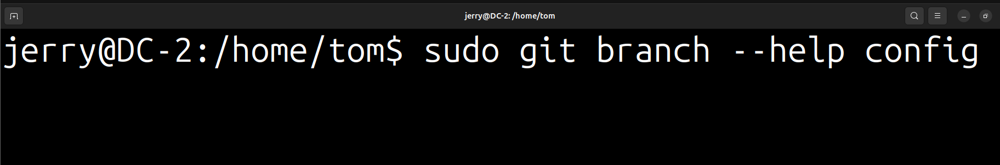 jerry@DC-2: /home/tom
jerry@DC-2:/home/tom$ sudo git branch --help config